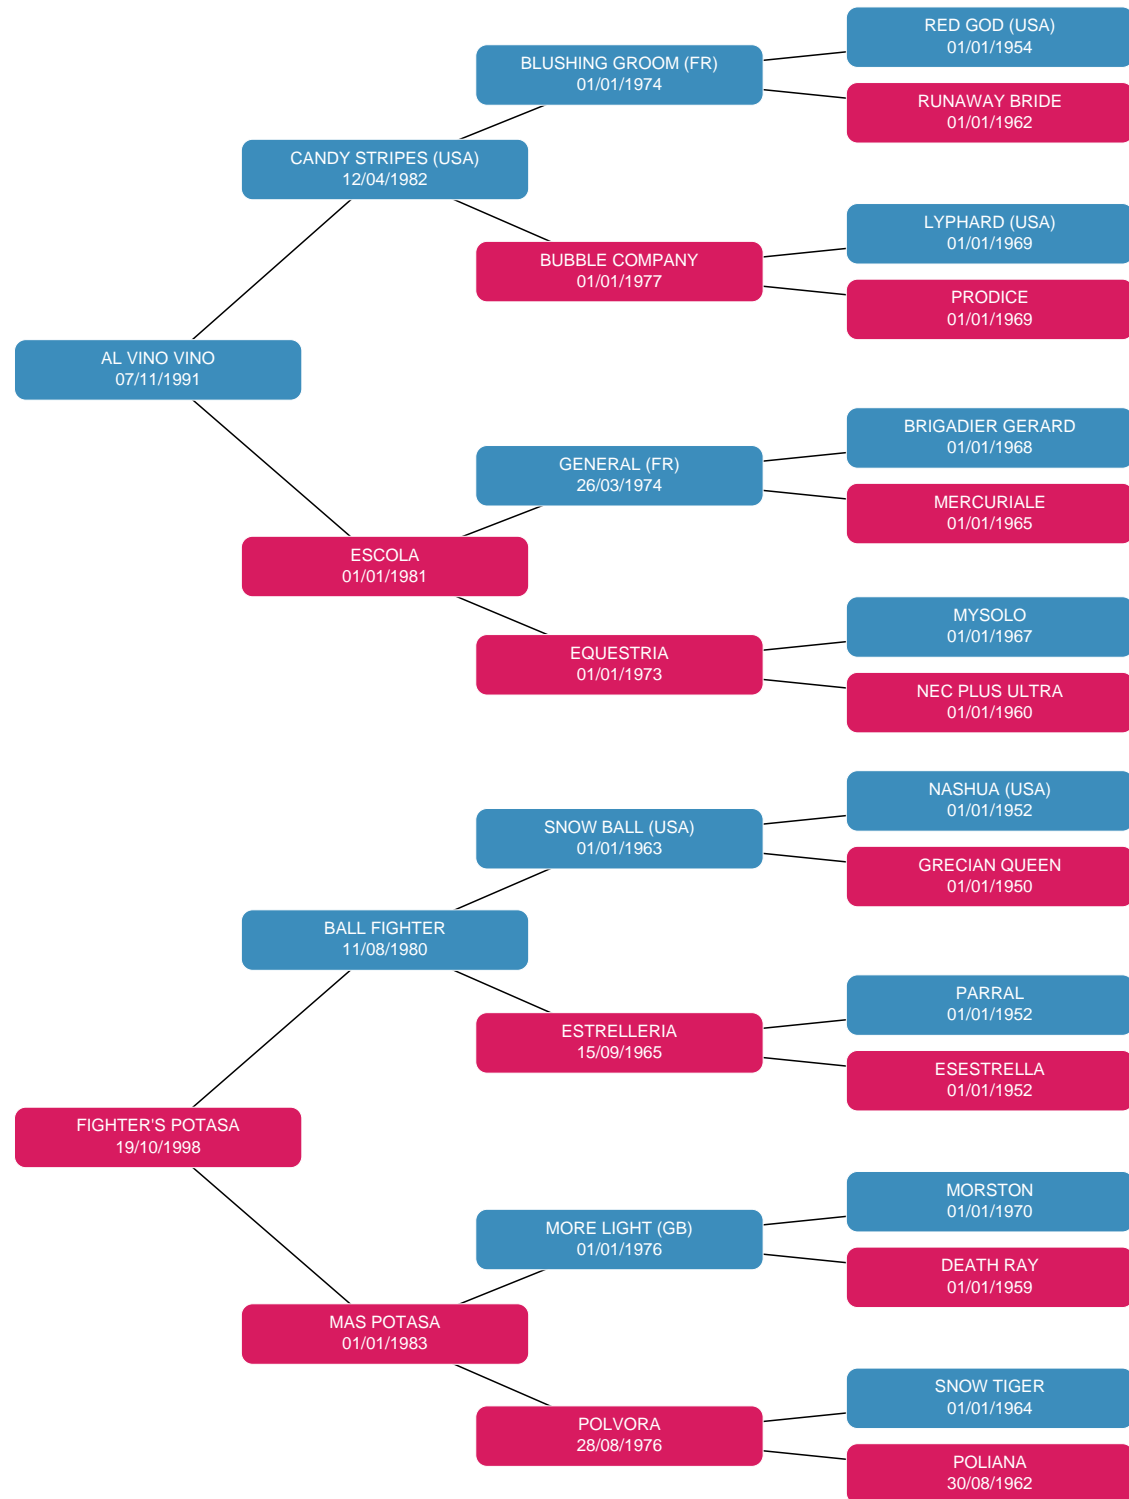 RED GOD (USA)
01/01/1954
BLUSHING GROOM (FR)
01/01/1974
RUNAWAY BRIDE
01/01/1962
CANDY STRIPES (USA)
12/04/1982
LYPHARD (USA)
01/01/1969
BUBBLE COMPANY
01/01/1977
PRODICE
01/01/1969
AL VINO VINO
07/11/1991
BRIGADIER GERARD
01/01/1968
GENERAL (FR)
26/03/1974
MERCURIALE
01/01/1965
ESCOLA
01/01/1981
MYSOLO
01/01/1967
EQUESTRIA
01/01/1973
NEC PLUS ULTRA
01/01/1960
NASHUA (USA)
01/01/1952
SNOW BALL (USA)
01/01/1963
GRECIAN QUEEN
01/01/1950
BALL FIGHTER
11/08/1980
PARRAL
01/01/1952
ESTRELLERIA
15/09/1965
ESESTRELLA
01/01/1952
FIGHTER'S POTASA
19/10/1998
MORSTON
01/01/1970
MORE LIGHT (GB)
01/01/1976
DEATH RAY
01/01/1959
MAS POTASA
01/01/1983
SNOW TIGER
01/01/1964
POLVORA
28/08/1976
POLIANA
30/08/1962